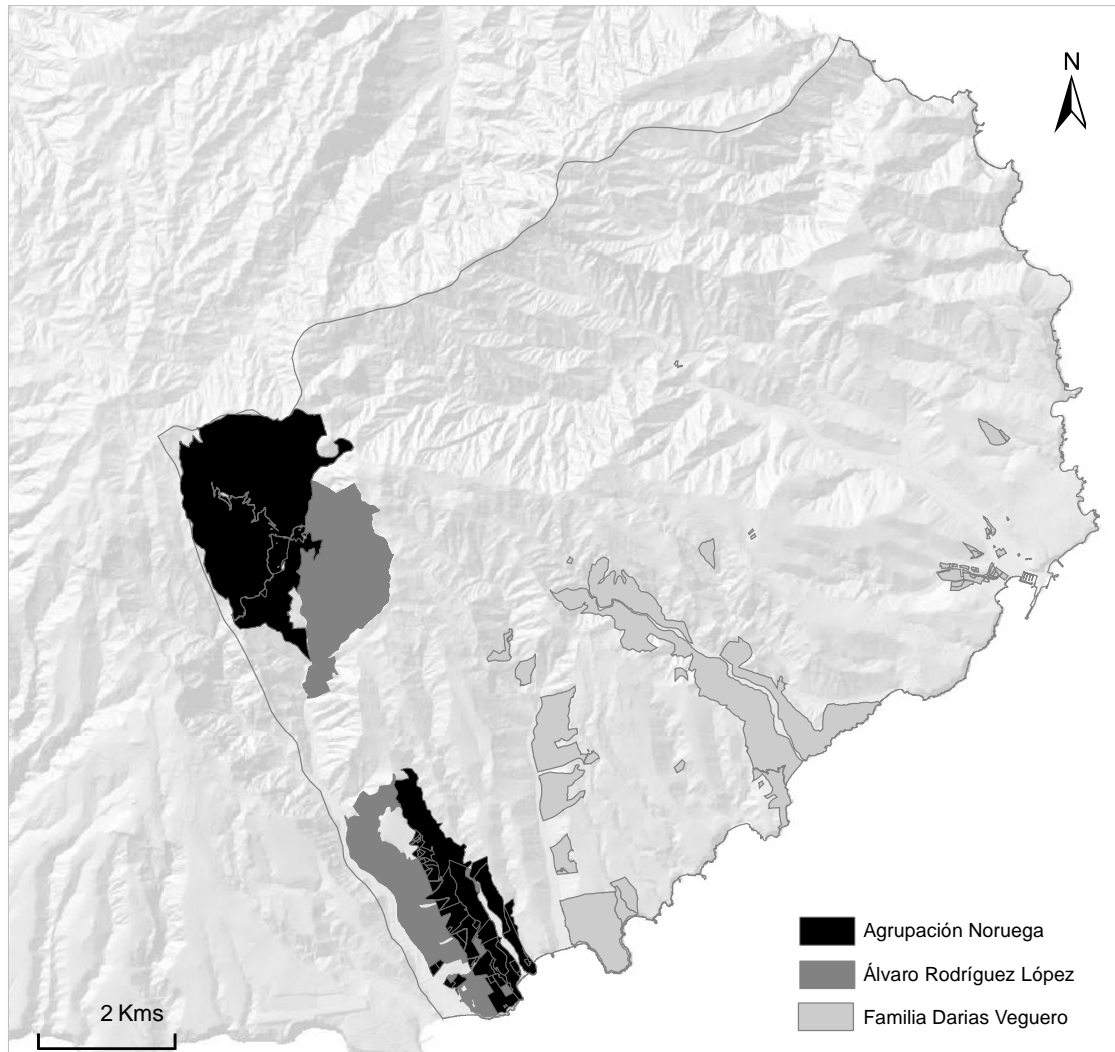 N
Agrupación Noruega
Álvaro Rodríguez López
Familia Darias Veguero
2 Kms